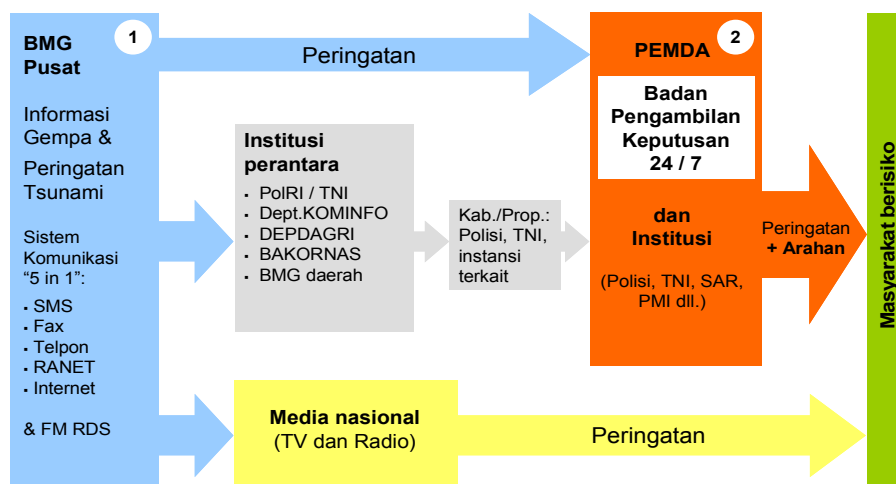 BMG
Pusat
1
Informasi
Gempa &
Peringatan
Tsunami
Sistem
Komunikasi
“5 in 1”:
▪ SMS
▪ Fax
▪ Telpon
▪ RANET
▪ Internet
& FM RDS
Peringatan
Institusi
perantara
▪ PolRI / TNI
▪ Dept.KOMINFO
▪ DEPDAGRI
▪ BAKORNAS
▪ BMG daerah
Kab./Prop.:
Polisi, TNI,
instansi
terkait
PEMDA
2
Badan
Pengambilan
Keputusan
24 / 7
dan
Institusi
(Polisi, TNI, SAR,
PMI dll.)
Peringatan
+ Arahan
Media nasional
(TV dan Radio)
Peringatan
Masyarakat berisiko